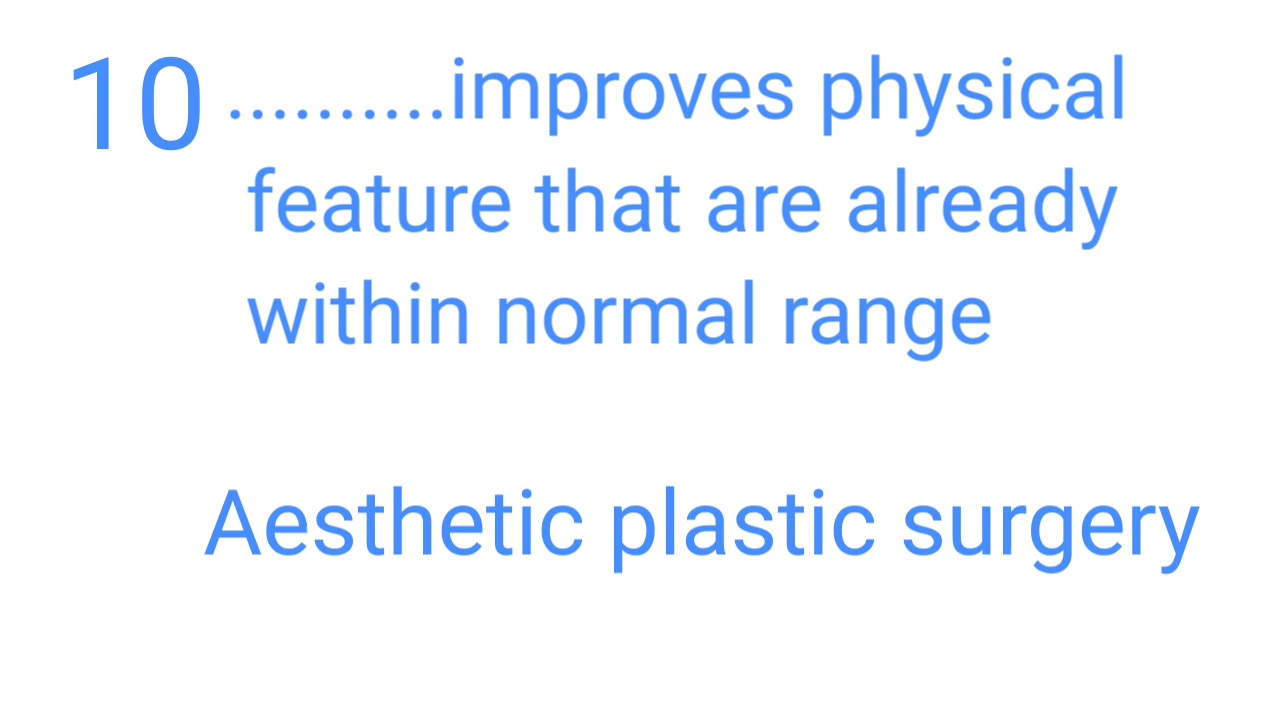 10 ..........improves physical
feature that are already
within normal range
Aesthetic plastic surgery